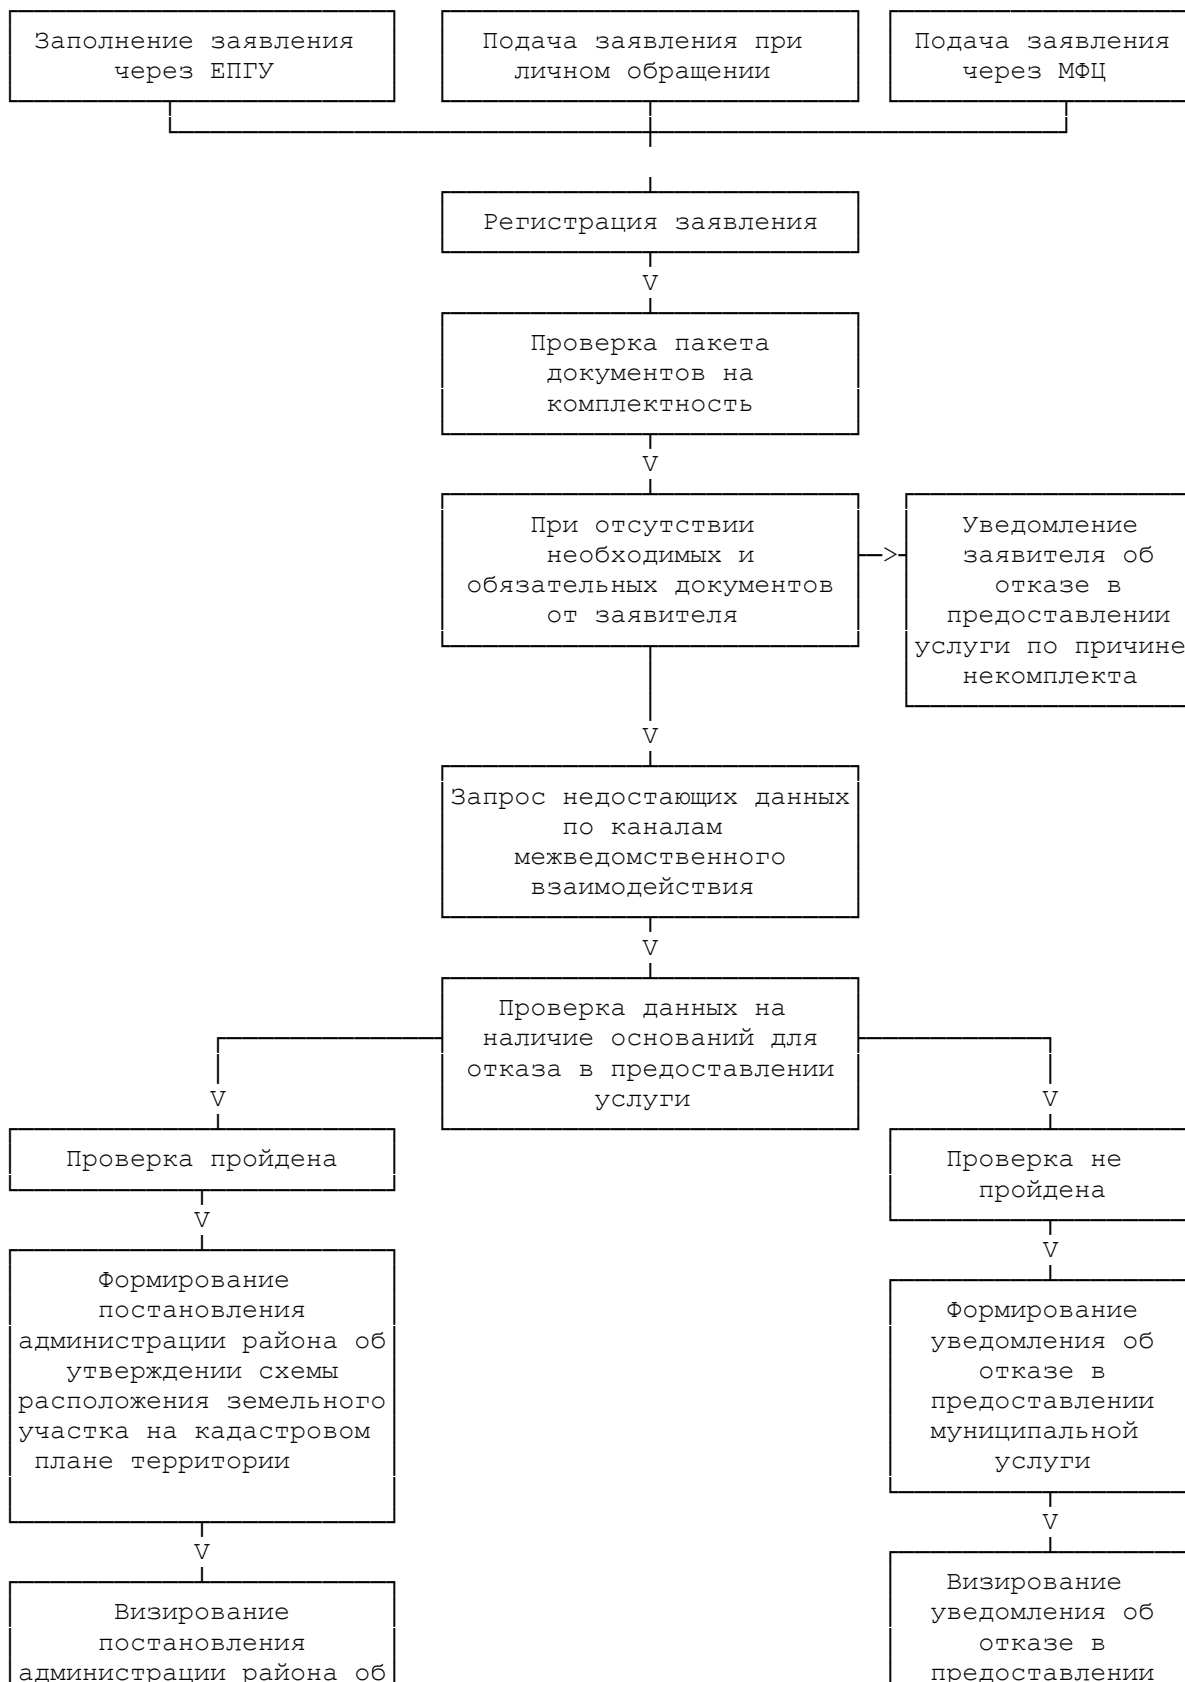 Заполнение заявления
через ЕПГУ
Подача заявления при
личном обращении
Подача заявления
через МФЦ
Регистрация заявления
V
Проверка пакета
документов на
комплектность
V
При отсутствии
необходимых и
обязательных документов
от заявителя
>
Уведомление
заявителя об
отказе в
предоставлении
услуги по причине
некомплекта
V
Запрос недостающих данных
по каналам
межведомственного
взаимодействия
V
Проверка данных на
наличие оснований для
отказа в предоставлении
услуги
V
V
Проверка пройдена
Проверка не
пройдена
V
V
Формирование
постановления
администрации района об
утверждении схемы
расположения земельного
участка на кадастровом
плане территории
Формирование
уведомления об
отказе в
предоставлении
муниципальной
услуги
V
V
Визирование
постановления
администрации района об
Визирование
уведомления об
отказе в
предоставлении